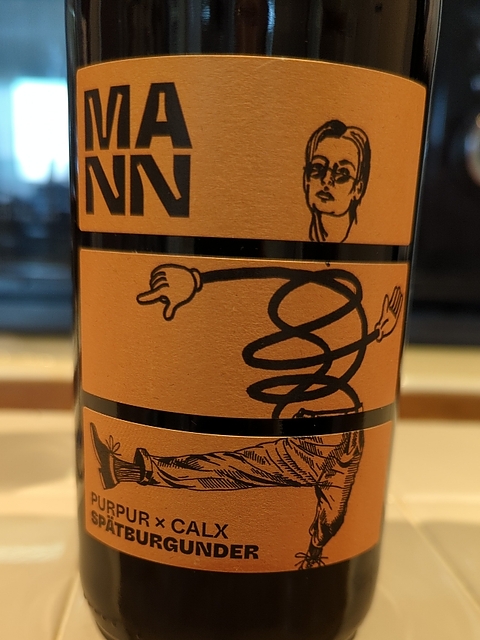 MA
NN
PURPUR × CALX
SPÄTBURGUNDER